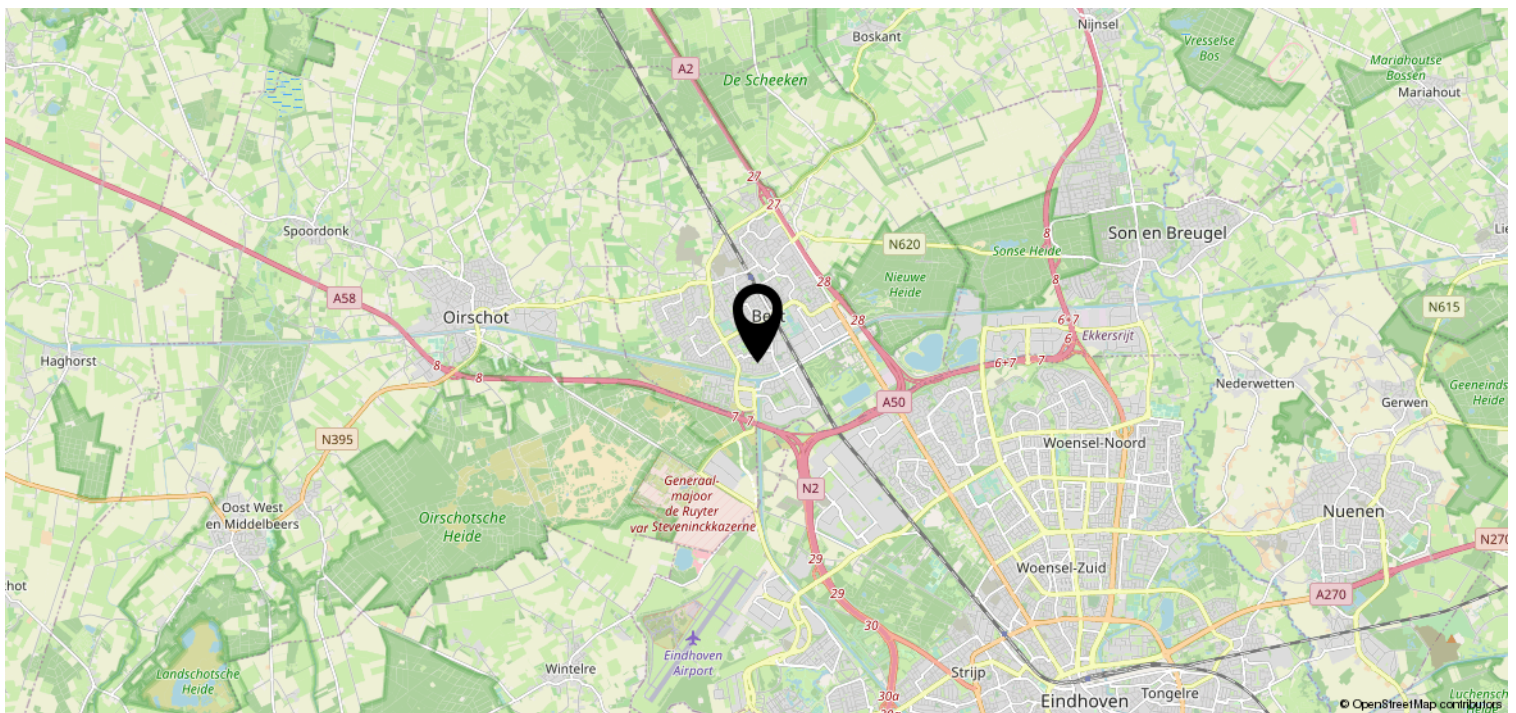 Nijnsel
Boskant
Vresselse
Bos
A2
De Scheeken
Mariahoutse
Bossen
Mariahout
27
27
Spoordonk
N620
Sonse Heide
8
Son en Breugel
28
Nieuwe
Heide
8
A58
Oirschot
28
6+7
6
Ekkersrijt
N615
Haghorst
8
8
6+7
7
Nederwetten
Geeneinds
Heide
Gerwen
A50
7
7
N395
Woensel-Noord
Generaal-
majoor
de Ruyter
van Steveninckkazerne
N2
Oost West
en Middelbeers
Oirschotsche
Heide
Nuenen
N270
29
Woensel-Zuid
29
A270
30
Eindhoven
Airport
Wintelre
Landschotsche
Heide
Strijp
30a
Eindhoven
Tongelre
© OpenStreetMap contributors